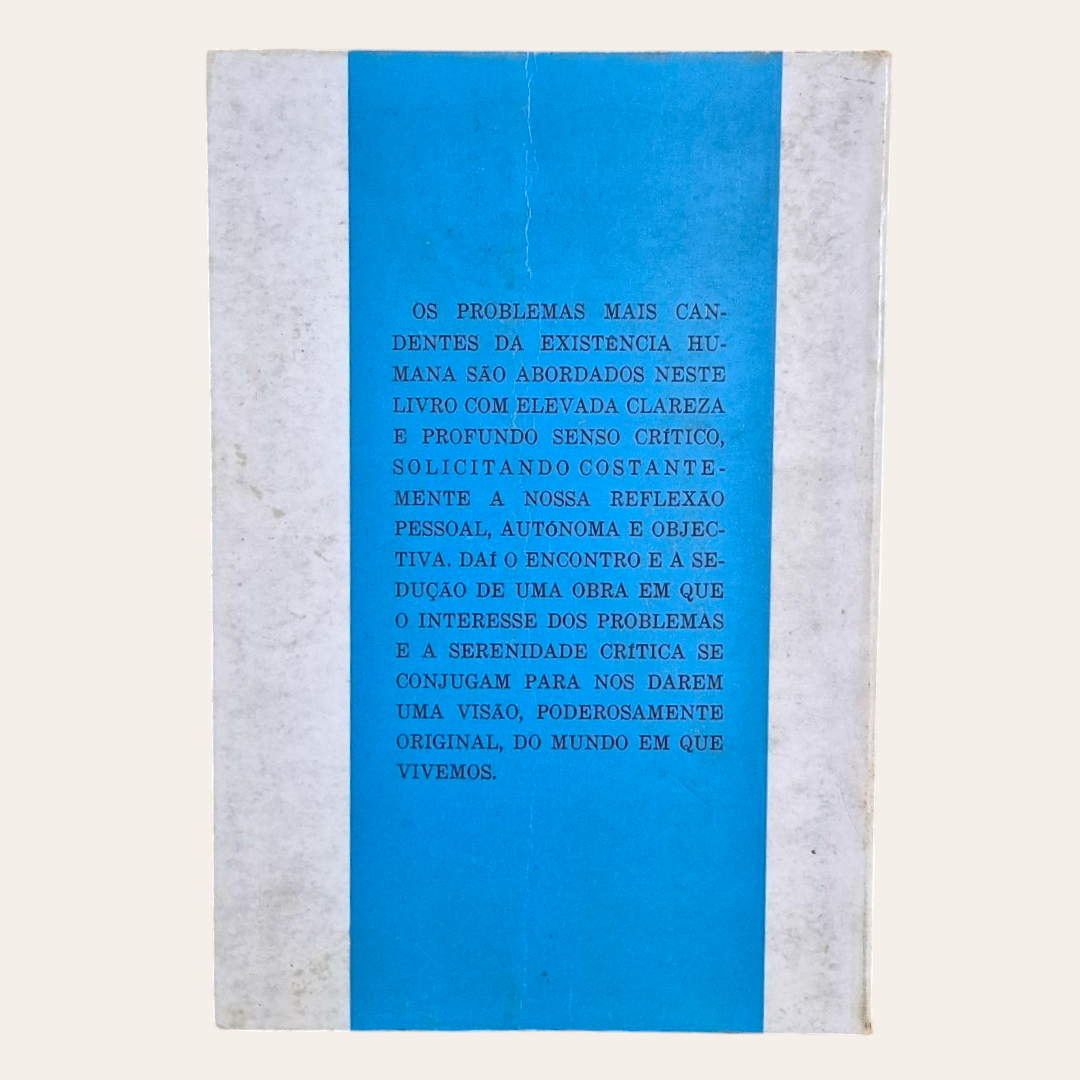 OS PROBLEMAS MAIS CAN-
DENTES DA EXISTÊNCIA HU-
MANA SÃO ABORDADOS NESTE
LIVRO COM ELEVADA CLAREZA
E PROFUNDO SENSO CRÍTICO,
SOLICITANDO COSTANTE-
MENTE A NOSSA REFLEXÃO
PESSOAL, AUTÓNOMA E OBJEC-
TIVA. DAÍ O ENCONTRO E A SE-
DUÇÃO DE UMA OBRA EM QUE
O INTERESSE DOS PROBLEMAS
E A SERENIDADE CRÍTICA SE
CONJUGAM PARA NOS DAREM
UMA VISÃO, PODEROSAMENTE
ORIGINAL, DO MUNDO EM QUE
VIVEMOS.